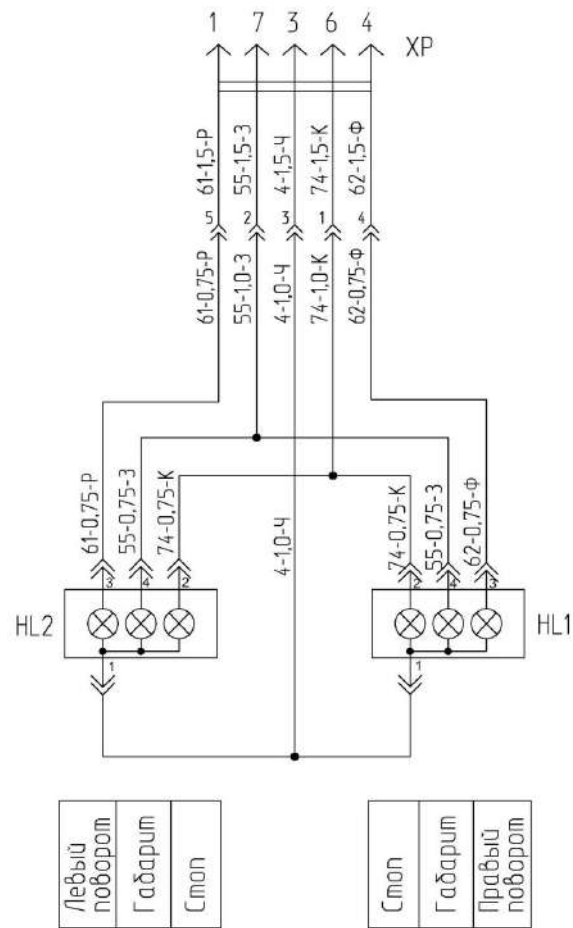 1 7 3 6 4
XP
61-1,5-Р 55-1,5-З 4-1,5-Ч 74-1,5-К 62-1,5-Ф
5 2 3 1 4
61-0,75-Р 55-1,0-З 4-1,0-Ч 74-1,0-К 62-0,75-Ф
61-0,75-Р 55-0,75-З 74-0,75-К 4-1,0-Ч 74-0,75-К 55-0,75-З 62-0,75-Ф
3 4 2 2 4 3
HL2 HL1
1 1
Левый
поворот
Габарит
Стоп
Стоп
Габарит
Правый
поворот